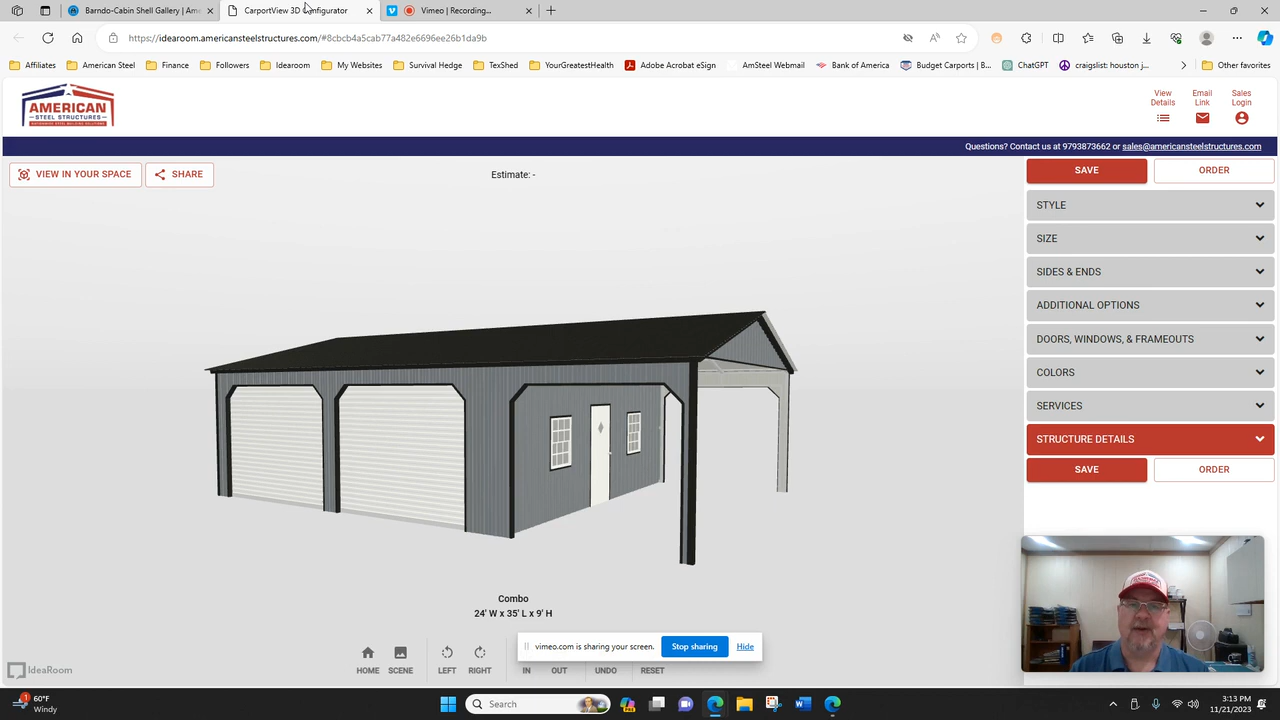 Barndo-Cabin Shell Gallery | Ame
CarportView 3D Configurator
Vimeo | Recording...
https://idearoom.americansteelstructures.com/#8cbcb4a5cab77a482e6696ee26b1da9b
Affiliates
American Steel
Finance
Followers
Idearoom
My Websites
Survival Hedge
TexShed
YourGreatestHealth
Adobe Acrobat eSign
AmSteel Webmail
Bank of America
Budget Carports | B...
ChatGPT
craigslist: houston j...
Other favorites
AMERICAN
STEEL STRUCTURES
View Details
Email Link
Sales Login
Questions? Contact us at 9793873662 or sales@americansteelstructures.com
VIEW IN YOUR SPACE
SHARE
Estimate: -
SAVE
ORDER
STYLE
SIZE
SIDES & ENDS
ADDITIONAL OPTIONS
DOORS, WINDOWS, & FRAMEOUTS
COLORS
SERVICES
STRUCTURE DETAILS
SAVE
ORDER
Combo
24' W x 35' L x 9' H
vimeo.com is sharing your screen.
Stop sharing
Hide
HOME
SCENE
LEFT
RIGHT
IN
OUT
UNDO
RESET
IdeaRoom
1
60°F
Windy
Search
3:13 PM
11/21/2023